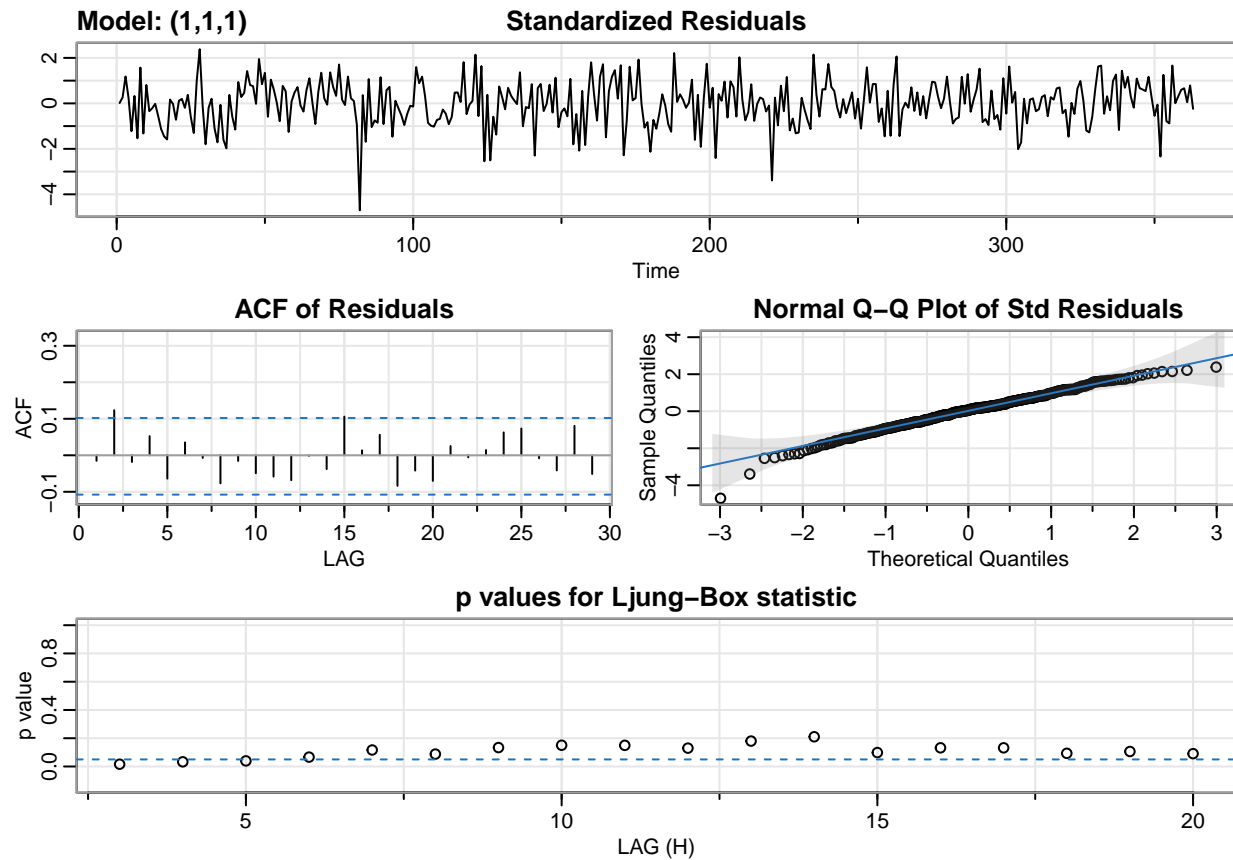 Model: (1,1,1) Standardized Residuals
2
0
−2
−4
0 100 200 300
Time
ACF of Residuals
0.3
0.1
−0.1
ACF
0 5 10 15 20 25 30
LAG
Normal Q−Q Plot of Std Residuals
4
2
0
−4
Sample Quantiles
−3 −2 −1 0 1 2 3
Theoretical Quantiles
p values for Ljung−Box statistic
0.8
0.4
0.0
p value
5 10 15 20
LAG (H)